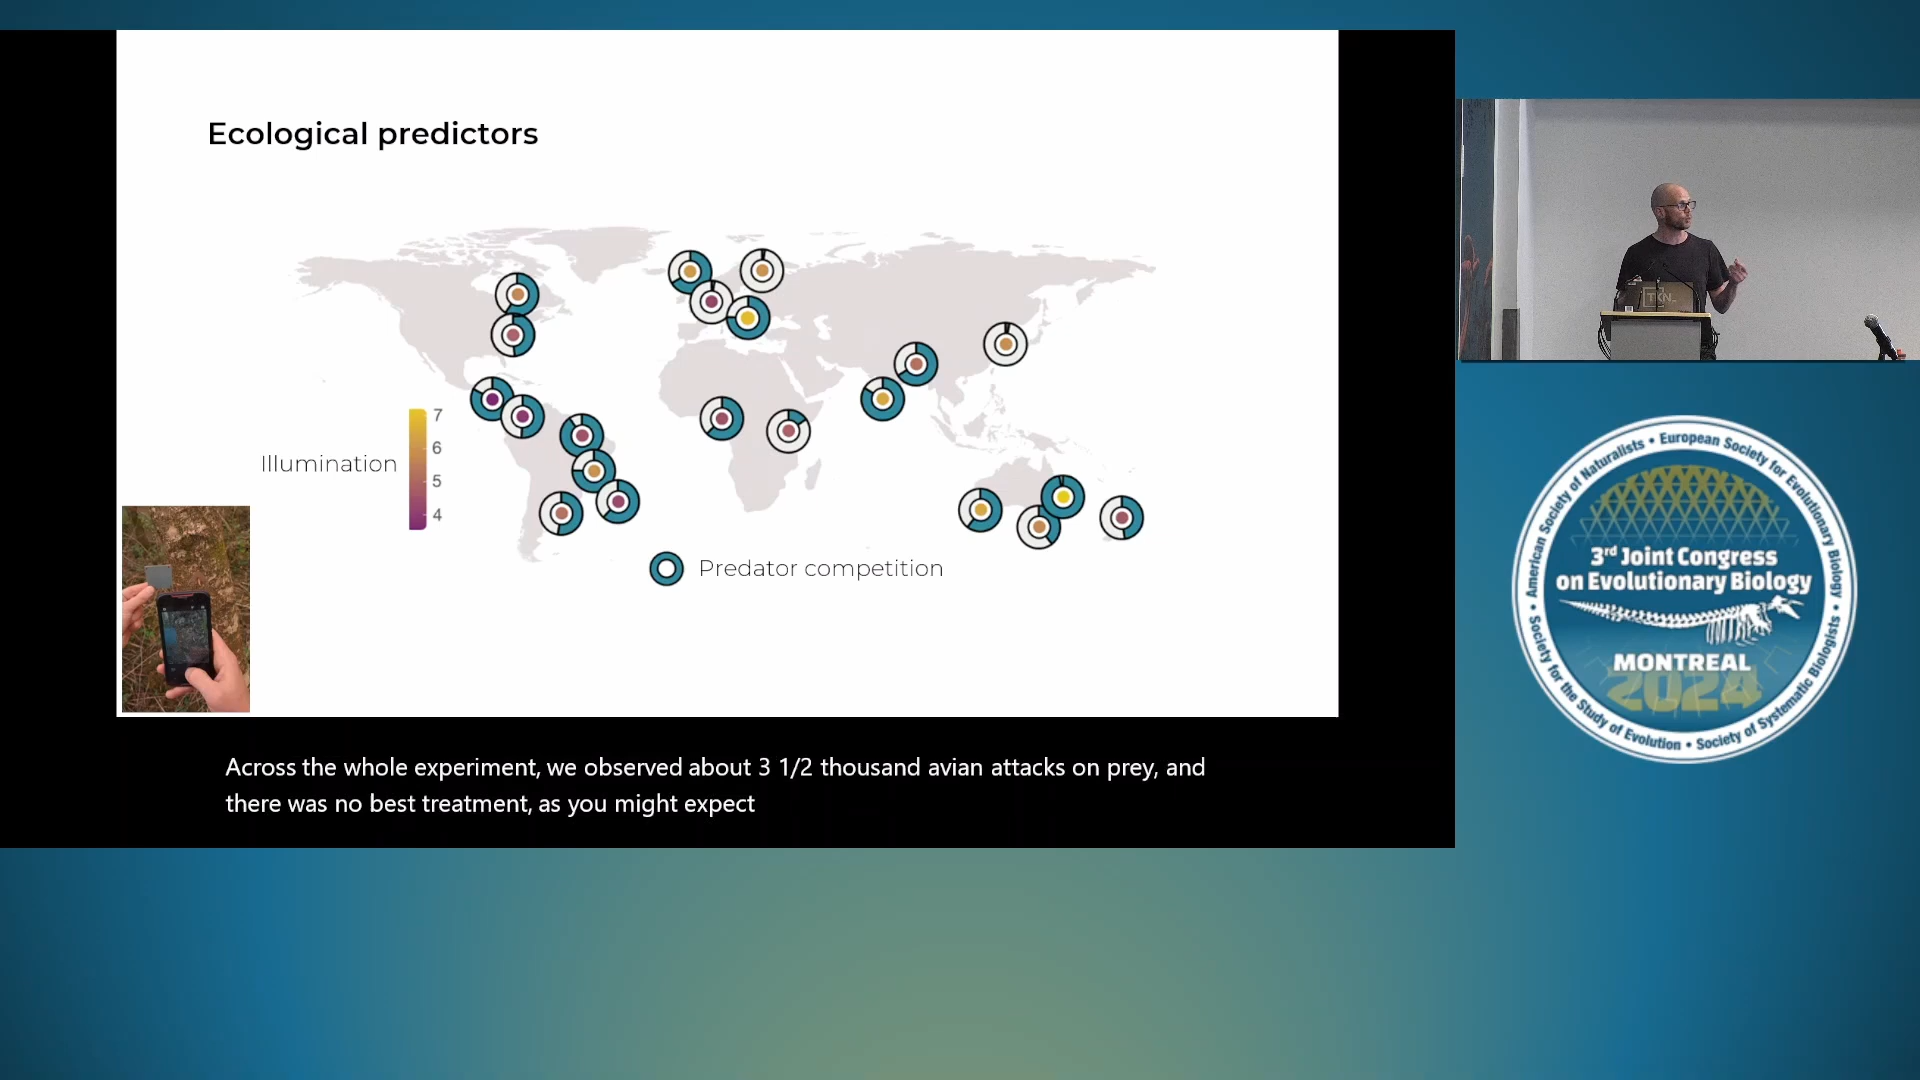 Ecological predictors
Illumination
7
6
5
4
Predator competition
Across the whole experiment, we observed about 3 1/2 thousand avian attacks on prey, and
there was no best treatment, as you might expect
TKN_
American Society of Naturalists • European Society for Evolutionary Biology •
Society for the Study of Evolution • Society of Systematic Biologists •
3rd Joint Congress
on Evolutionary Biology
MONTREAL
2024